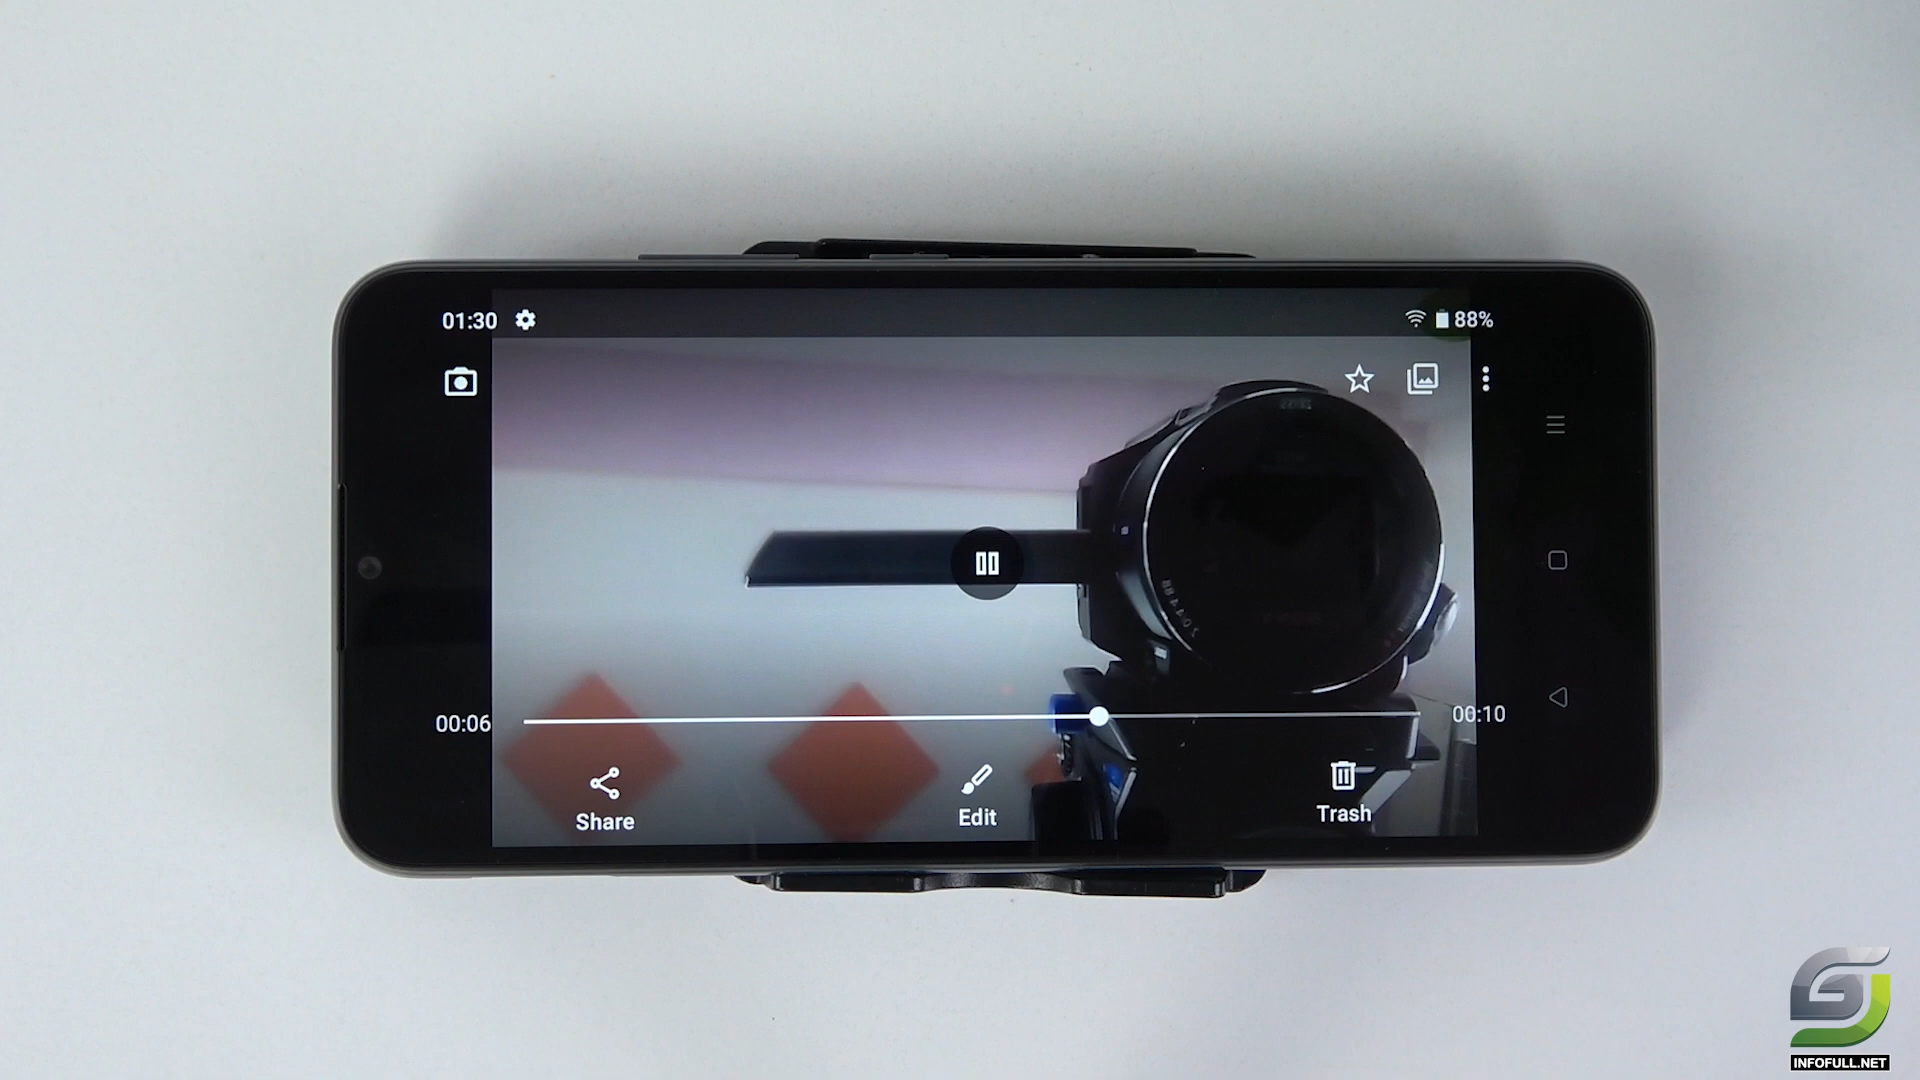 01:30
88%
00:06
00:10
Share
Edit
Trash
INFOFULL.NET